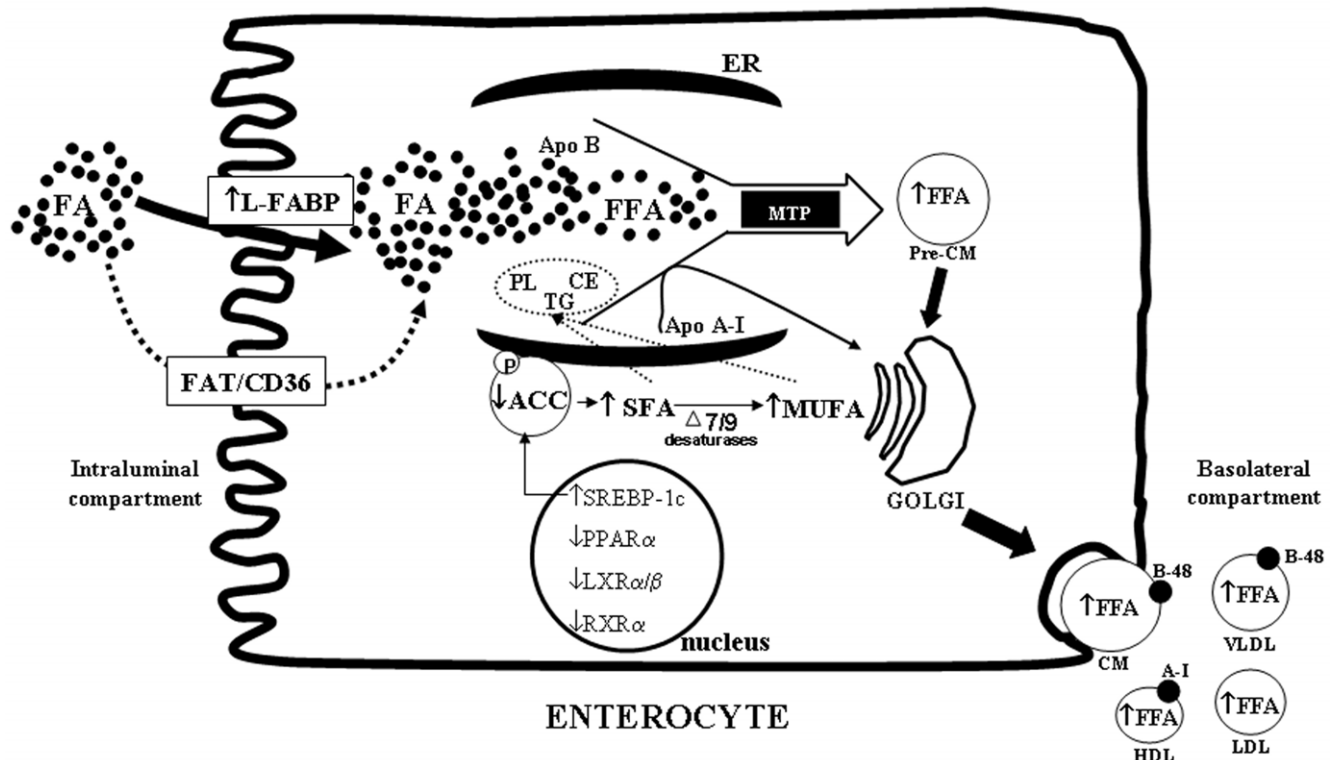 ER
Apo B
FA
↑L-FABP
FA
FFA
MTP
↑FFA
Pre-CM
PL
CE
TG
Apo A-I
FAT/CD36
P
↓ACC
↑ SFA
△ 7/9
desaturases
↑MUFA
Intraluminal
compartment
GOLGI
Basolateral
compartment
↑SREBP-1c
↓PPARα
↓LXRα/β
↓RXRα
nucleus
B-48
↑FFA
CM
B-48
↑FFA
VLDL
A-I
↑FFA
HDL
↑FFA
LDL
ENTEROCYTE